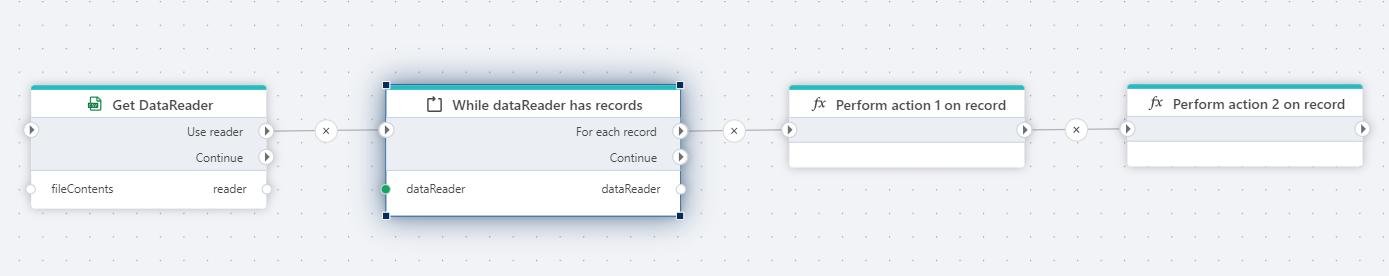 Get DataReader
Use reader
Continue
fileContents reader
While dataReader has records
For each record
Continue
dataReader dataReader
fx Perform action 1 on record
fx Perform action 2 on record